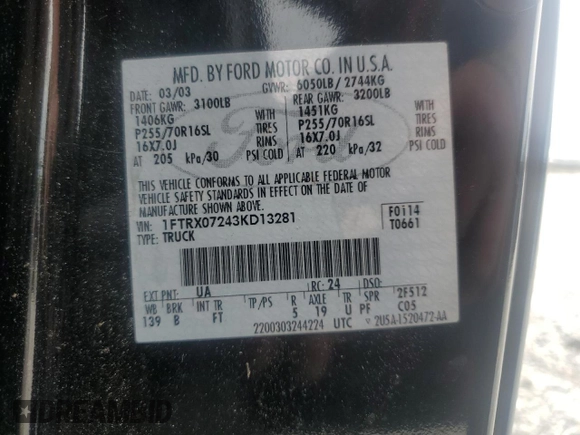 MFD. BY FORD MOTOR CO. IN U.S.A.
DATE: 03/03 GVWR: 6050LB/ 2744KG
FRONT GAWR: 3100LB REAR GAWR: 3200LB
1406KG WITH 1451KG WITH
P255/70R16SL TIRES P255/70R16SL TIRES
16X7.0J RIMS 16X7.0J RIMS
AT 205 kPa/30 PSI COLD AT 220 kPa/32 PSI COLD
THIS VEHICLE CONFORMS TO ALL APPLICABLE FEDERAL MOTOR
VEHICLE SAFETY STANDARDS IN EFFECT ON THE DATE OF
MANUFACTURE SHOWN ABOVE.
VIN: 1FTRX07243KD13281 F0114
TYPE: TRUCK T0661
EXT PNT: UA RC: 24 DSO:
WB BRK INT TR TP/PS R AXLE TR SPR 2F512
139 B FT 5 19 U PF C05
2200303244224 UTC 2U5A-1520472-AA
Ford
DREAMBID